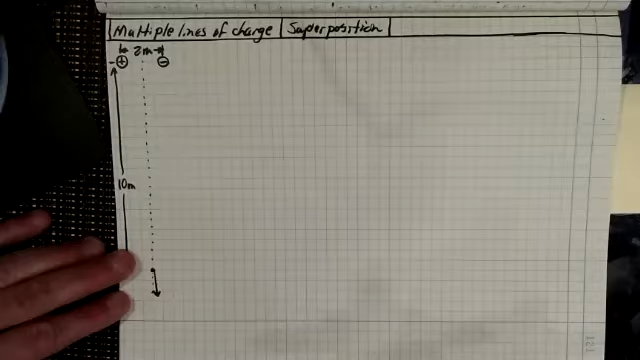 Multiple lines of charge Superposition
2m
+ −
10m